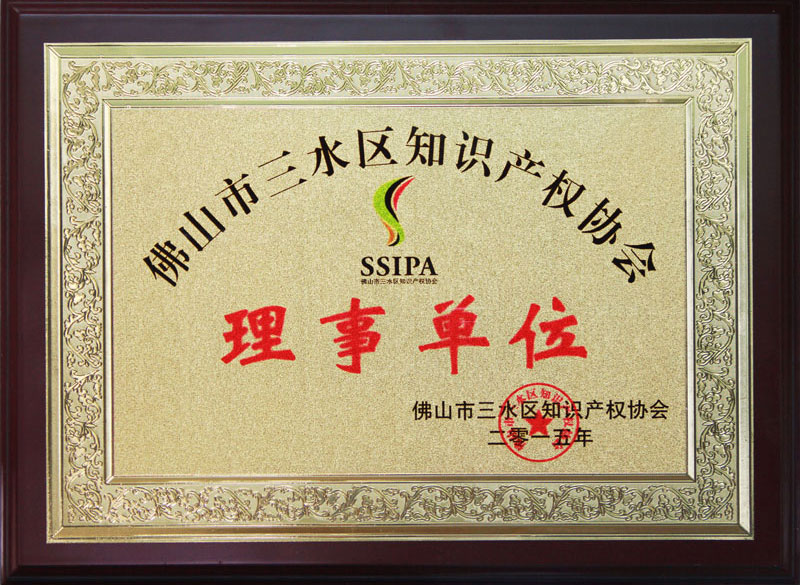 佛山市三水区知识产权协会
SSIPA
佛山市三水区知识产权协会
理事单位
佛山市三水区知识产权协会
二零一五年